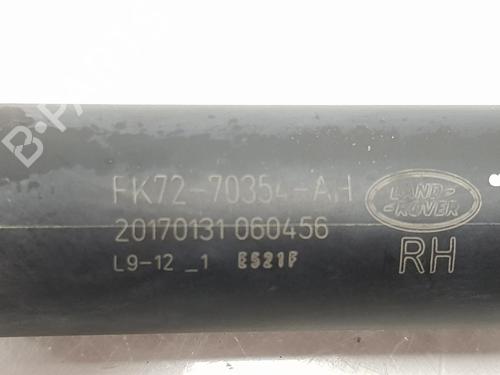 FK72-70354-AH
LAND-
-ROVER
20170131 060456
RH
L9-12 _1 E521F